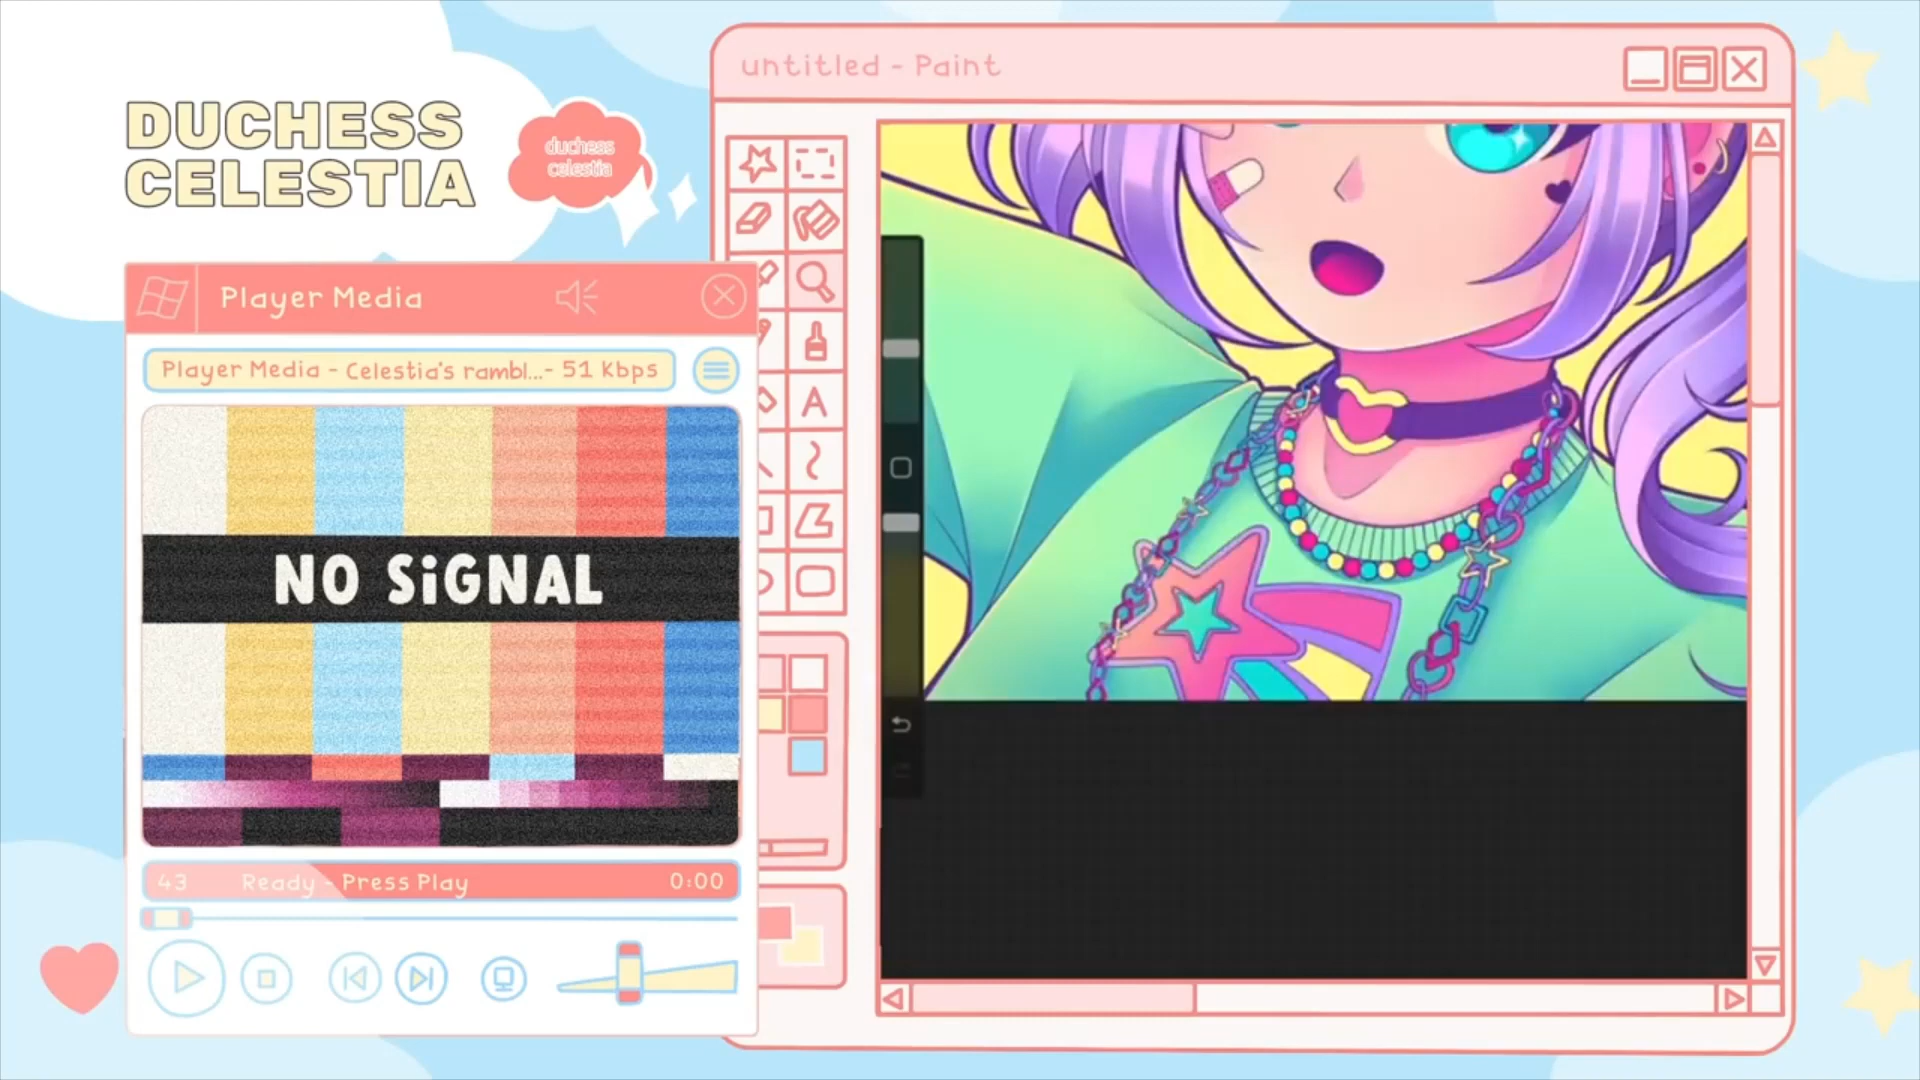 DUCHESS
CELESTIA
duchess
celestia
untitled - Paint
Player Media
Player Media - Celestia's rambl...- 51 Kbps
A
NO SiGNAL
43 Ready - Press Play 0:00